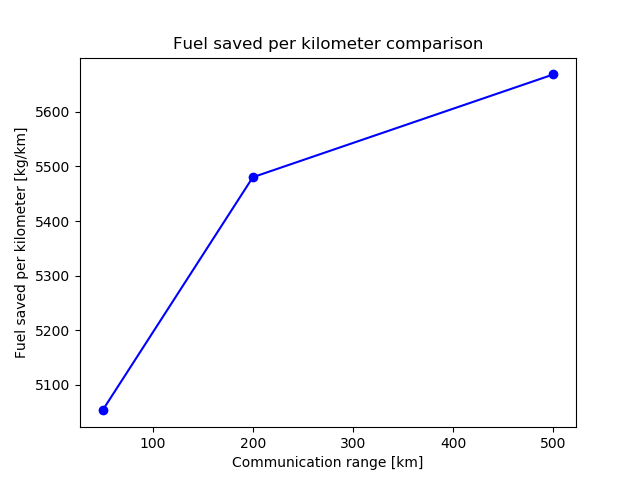 Fuel saved per kilometer comparison
Fuel saved per kilometer [kg/km]
5600
5500
5400
5300
5200
5100
100 200 300 400 500
Communication range [km]